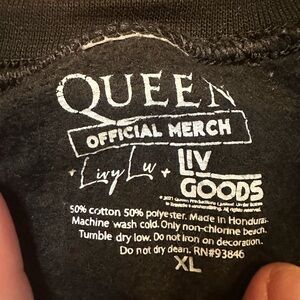 QUEEN
OFFICIAL MERCH
Livy Lu + LIV
GOODS
50% cotton 50% polyester. Made in Honduras.
Machine wash cold. Only non-chlorine bleach.
Tumble dry low. Do not iron on decoration.
Do not dry clean. RN#93846
XL